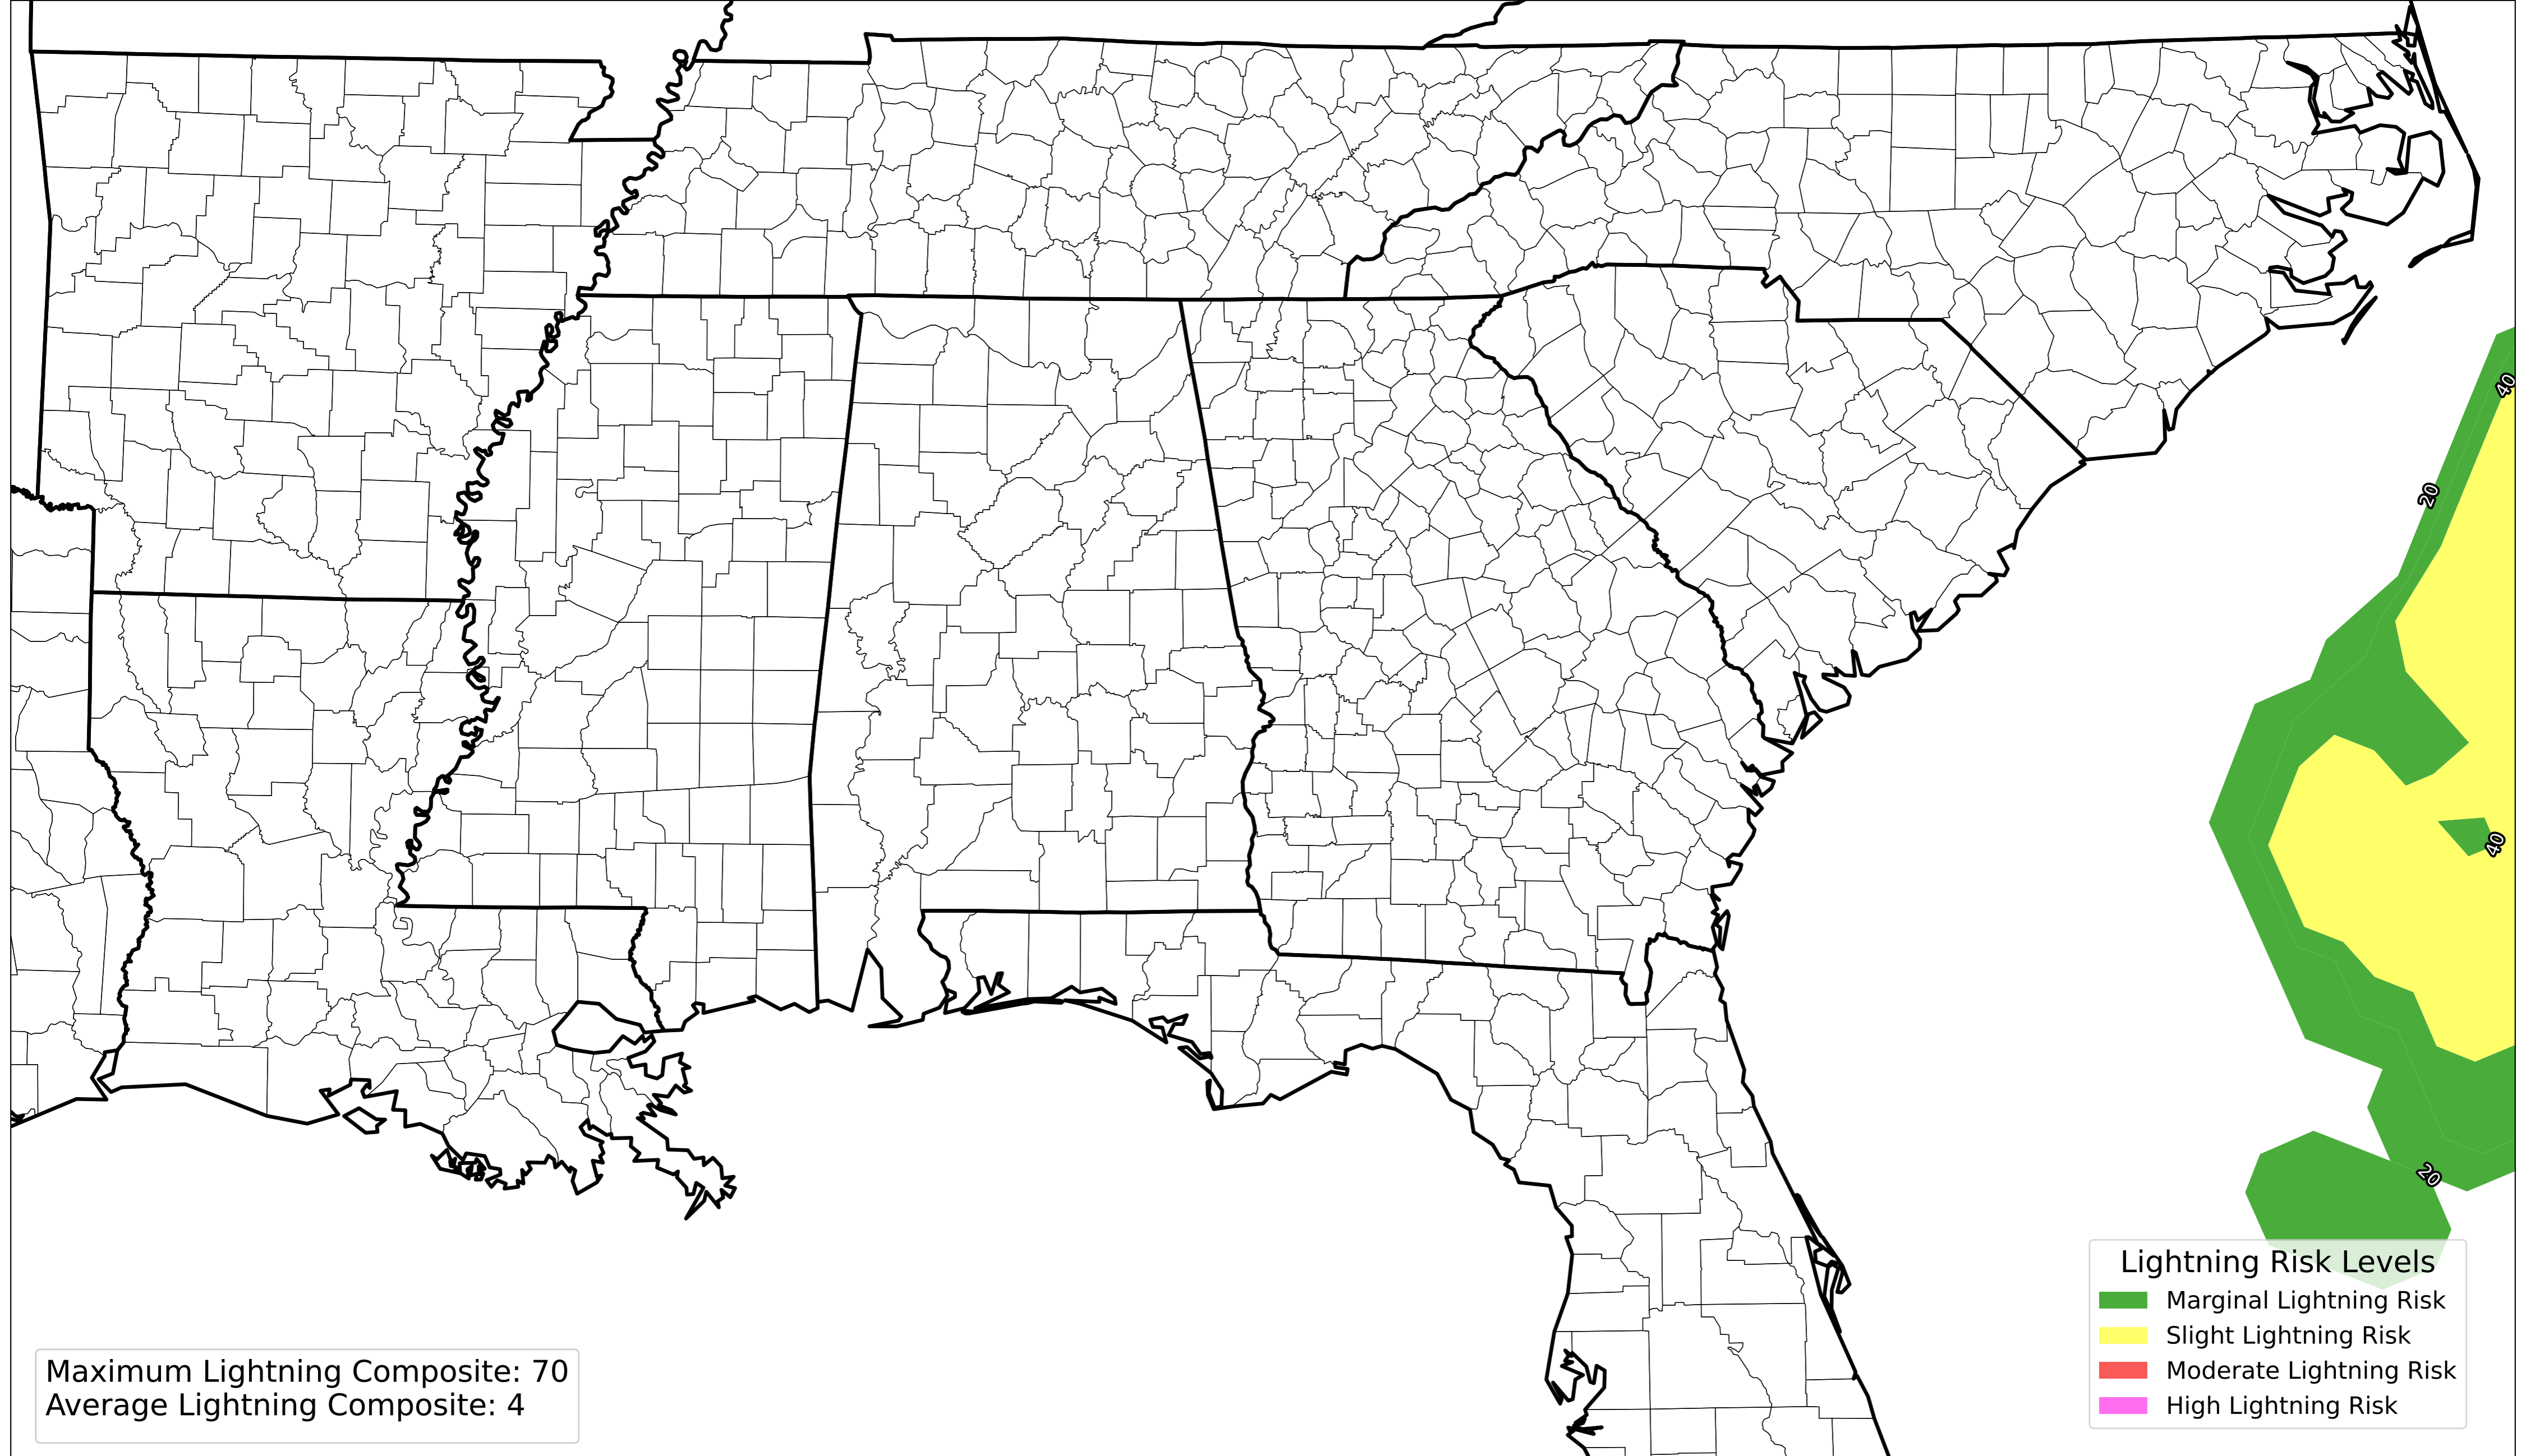 40
20
40
20
Lightning Risk Levels
Marginal Lightning Risk
Slight Lightning Risk
Moderate Lightning Risk
High Lightning Risk
Maximum Lightning Composite: 70
Average Lightning Composite: 4